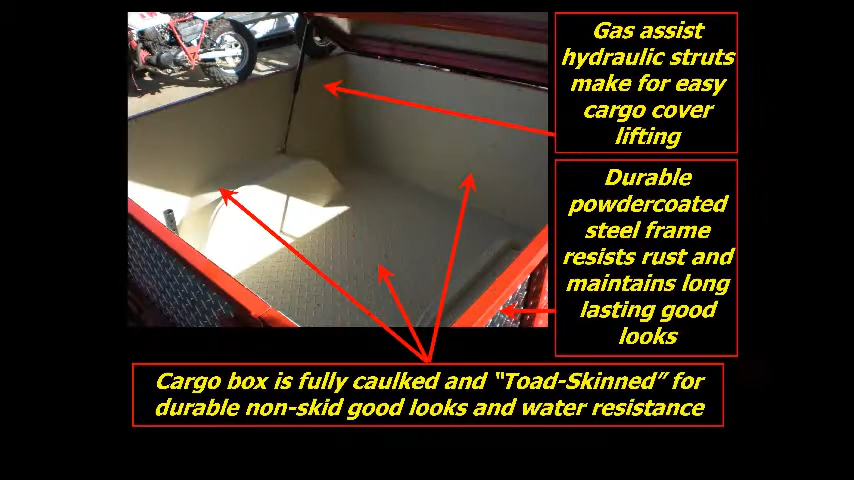 Gas assist
hydraulic struts
make for easy
cargo cover
lifting
Durable
powdercoated
steel frame
resists rust and
maintains long
lasting good
looks
Cargo box is fully caulked and “Toad-Skinned” for
durable non-skid good looks and water resistance